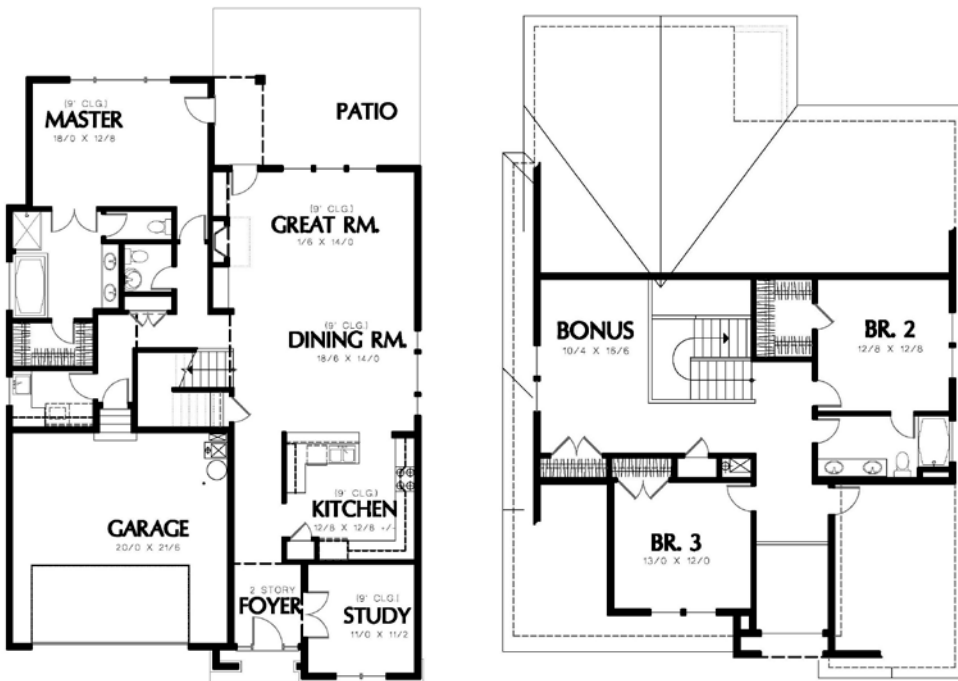 (9' CLG.)
MASTER
18/0 X 12/8
PATIO
(9' CLG.)
GREAT RM.
1/6 X 14/0
(9' CLG.)
DINING RM.
18/6 X 14/0
(9' CLG.)
KITCHEN
12/8 X 12/8 +/-
GARAGE
20/0 X 21/6
2 STORY
FOYER
(9' CLG.)
STUDY
11/0 X 11/2
BONUS
10/4 X 15/6
BR. 2
12/8 X 12/8
BR. 3
13/0 X 12/0